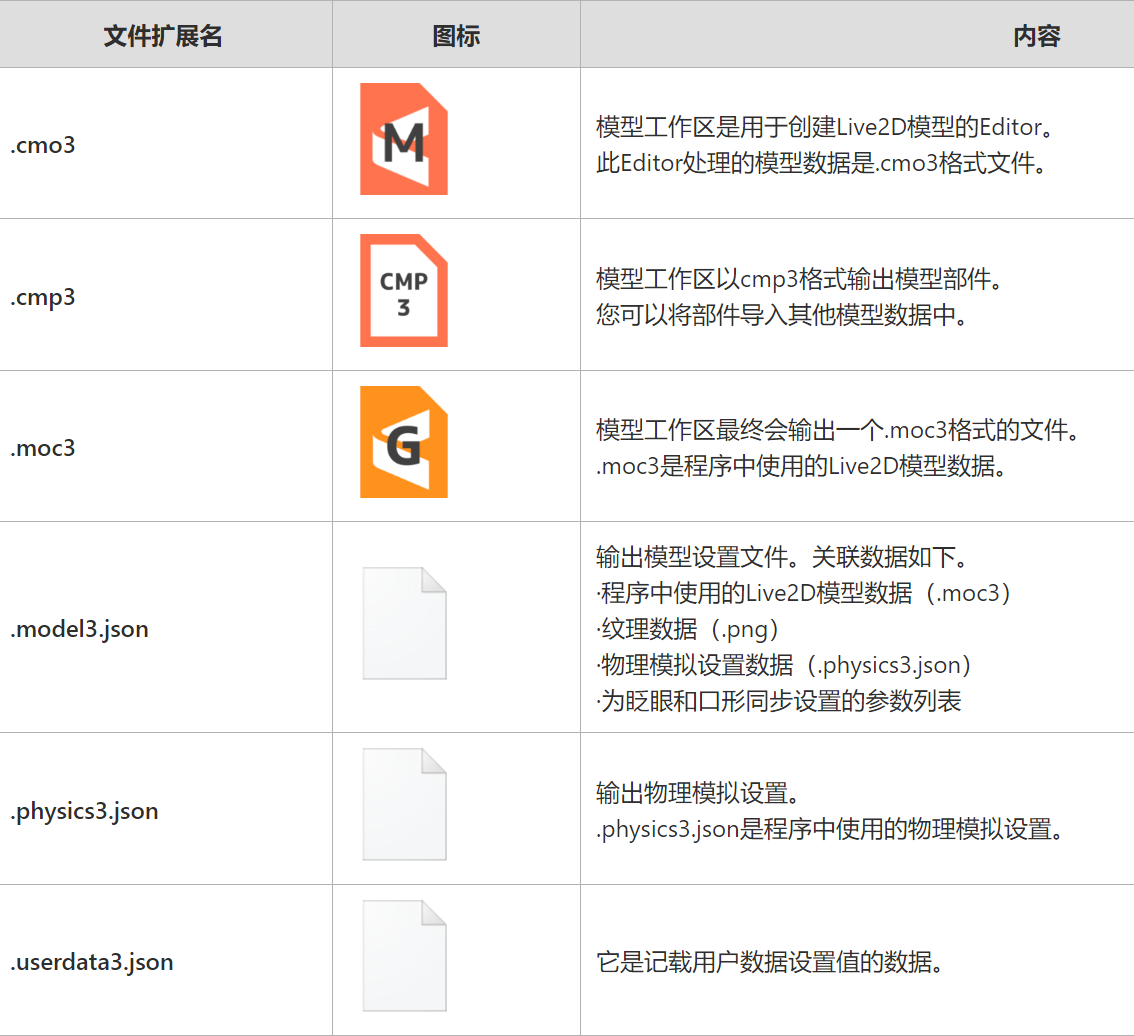 文件扩展名 图标 内容
.cmo3
M
模型工作区是用于创建Live2D模型的Editor。
此Editor处理的模型数据是.cmo3格式文件。
.cmp3
CMP
3
模型工作区以cmp3格式输出模型部件。
您可以将部件导入其他模型数据中。
.moc3
G
模型工作区最终会输出一个.moc3格式的文件。
.moc3是程序中使用的Live2D模型数据。
.model3.json
输出模型设置文件。关联数据如下。
·程序中使用的Live2D模型数据（.moc3）
·纹理数据（.png）
·物理模拟设置数据（.physics3.json）
·为眨眼和口形同步设置的参数列表
.physics3.json
输出物理模拟设置。
.physics3.json是程序中使用的物理模拟设置。
.userdata3.json
它是记载用户数据设置值的数据。